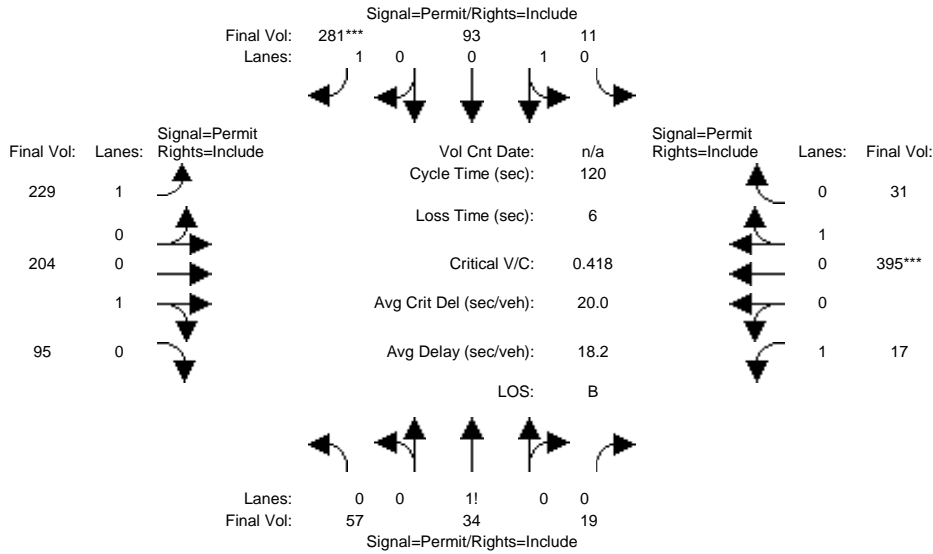 Signal=Permit/Rights=Include
Final Vol: 281*** 93 11
Lanes: 1 0 0 1 0
Signal=Permit Signal=Permit
Final Vol: Lanes: Rights=Include Vol Cnt Date: n/a Rights=Include Lanes: Final Vol:
Cycle Time (sec): 120
229 1 0 31
Loss Time (sec): 6
0 1
204 0 Critical V/C: 0.418 0 395***
1 Avg Crit Del (sec/veh): 20.0 0
95 0 Avg Delay (sec/veh): 18.2 1 17
LOS: B
Lanes: 0 0 1! 0 0
Final Vol: 57 34 19
Signal=Permit/Rights=Include